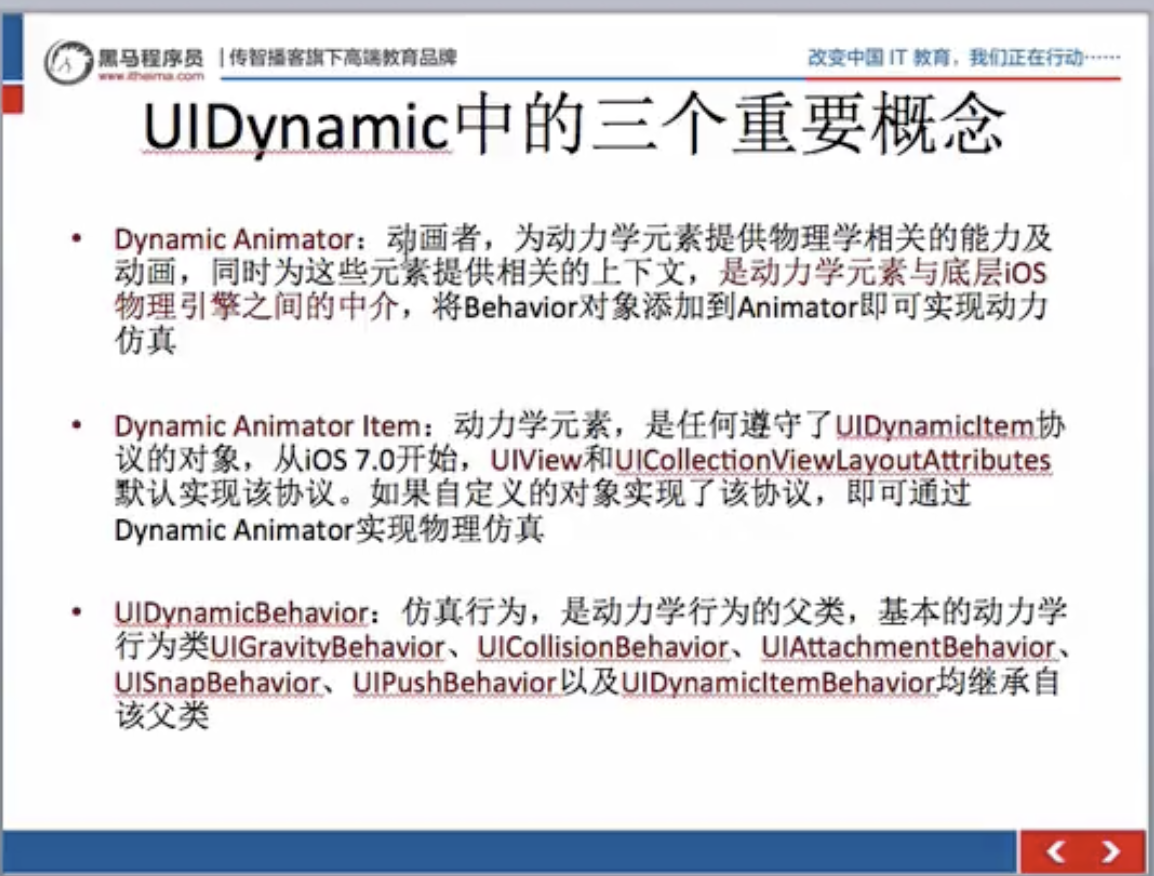 黑马程序员 | 传智播客旗下高端教育品牌 改变中国 IT 教育，我们正在行动……
www.itheima.com
UIDynamic中的三个重要概念
• Dynamic Animator：动画者，为动力学元素提供物理学相关的能力及
动画，同时为这些元素提供相关的上下文，是动力学元素与底层iOS
物理引擎之间的中介，将Behavior对象添加到Animator即可实现动力
仿真
• Dynamic Animator Item：动力学元素，是任何遵守了UIDynamicItem协
议的对象，从iOS 7.0开始，UIView和UICollectionViewLayoutAttributes
默认实现该协议。如果自定义的对象实现了该协议，即可通过
Dynamic Animator实现物理仿真
• UIDynamicBehavior：仿真行为，是动力学行为的父类，基本的动力学
行为类UIGravityBehavior、UICollisionBehavior、UIAttachmentBehavior、
UISnapBehavior、UIPushBehavior以及UIDynamicItemBehavior均继承自
该父类